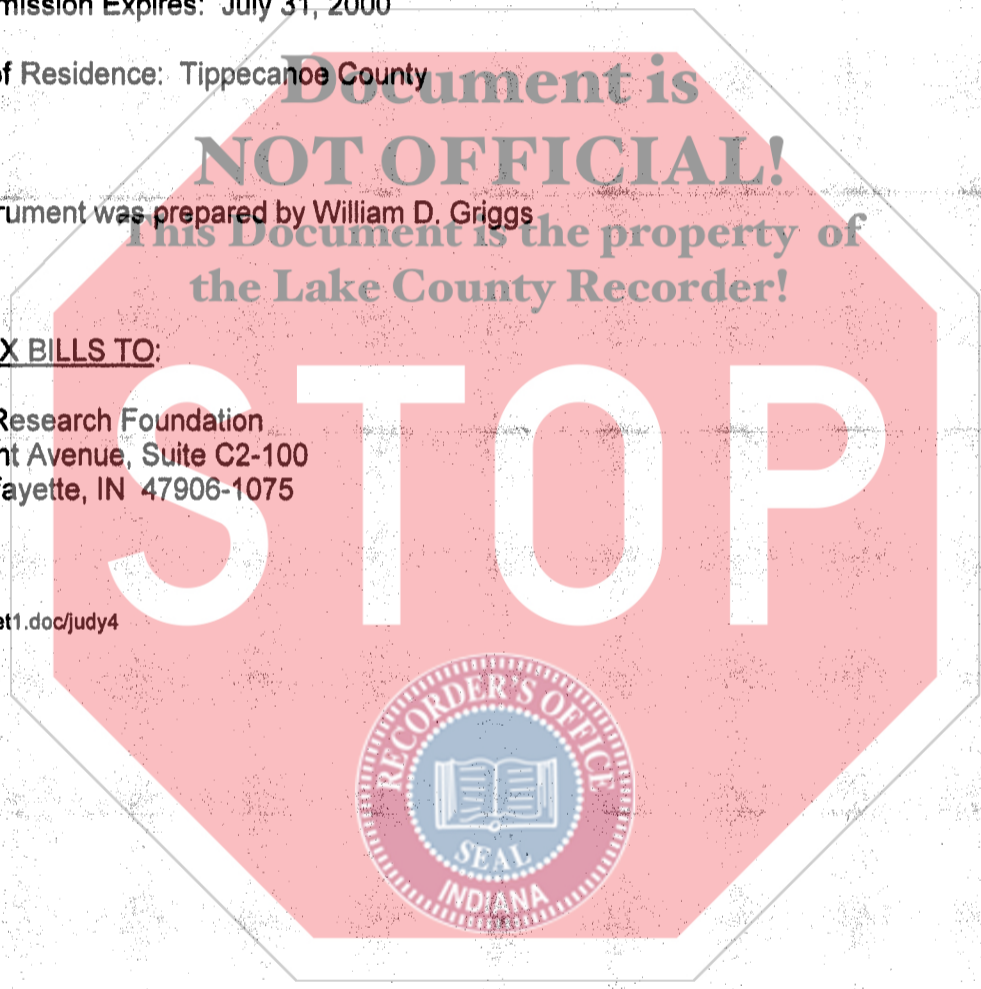 mission Expires: July 31, 2000
of Residence: Tippecanoe County
Document is
NOT OFFICIAL!
rument was prepared by William D. Griggs
This Document is the property of
the Lake County Recorder!
X BILLS TO:
STOP
Research Foundation
nt Avenue, Suite C2-100
fayette, IN 47906-1075
et1.doc/judy4
RECORDER'S OFFICE
SEAL
INDIANA